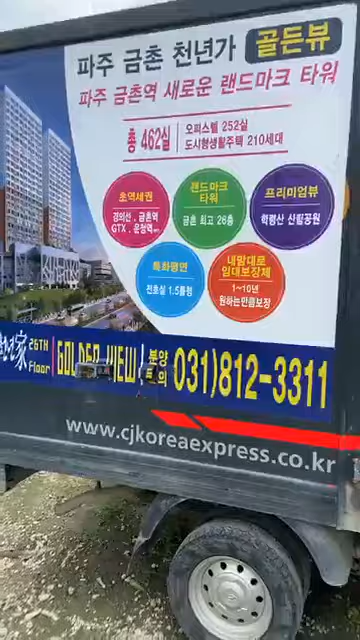 파주 금촌 천년가 골든뷰
파주 금촌역 새로운 랜드마크 타워
총 462실 오피스텔 252실
도시형생활주택 210세대
초역세권
경의선 . 금촌역
GTX . 운정역
랜드마크
타워
금촌 최고 26층
프리미엄뷰
학령산 산림공원
특화평면
전호실 1.5룸형
내맘대로
임대보장제
1~10년
원하는만큼보장
년家 26TH Floor GOLDEN VIEW 분양 031)812-3311
www.cjkoreaexpress.co.kr